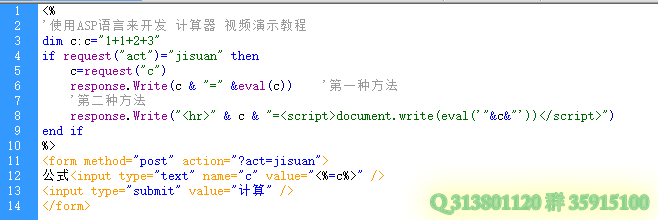 1 <%
2 '使用ASP语言来开发 计算器 视频演示教程
3 dim c:c="1+1+2+3"
4 if request("act")="jisuan" then
5 c=request("c")
6 response.Write(c & "=" &eval(c)) '第一种方法
7 '第二种方法
8 response.Write("<hr>" & c & "=<script>document.write(eval('"&c&"'))</script>")
9 end if
10 %>
11 <form method="post" action="?act=jisuan">
12 公式<input type="text" name="c" value="<%=c%>" />
13 <input type="submit" value="计算" />
14 </form>
Q313801120 群 35915100